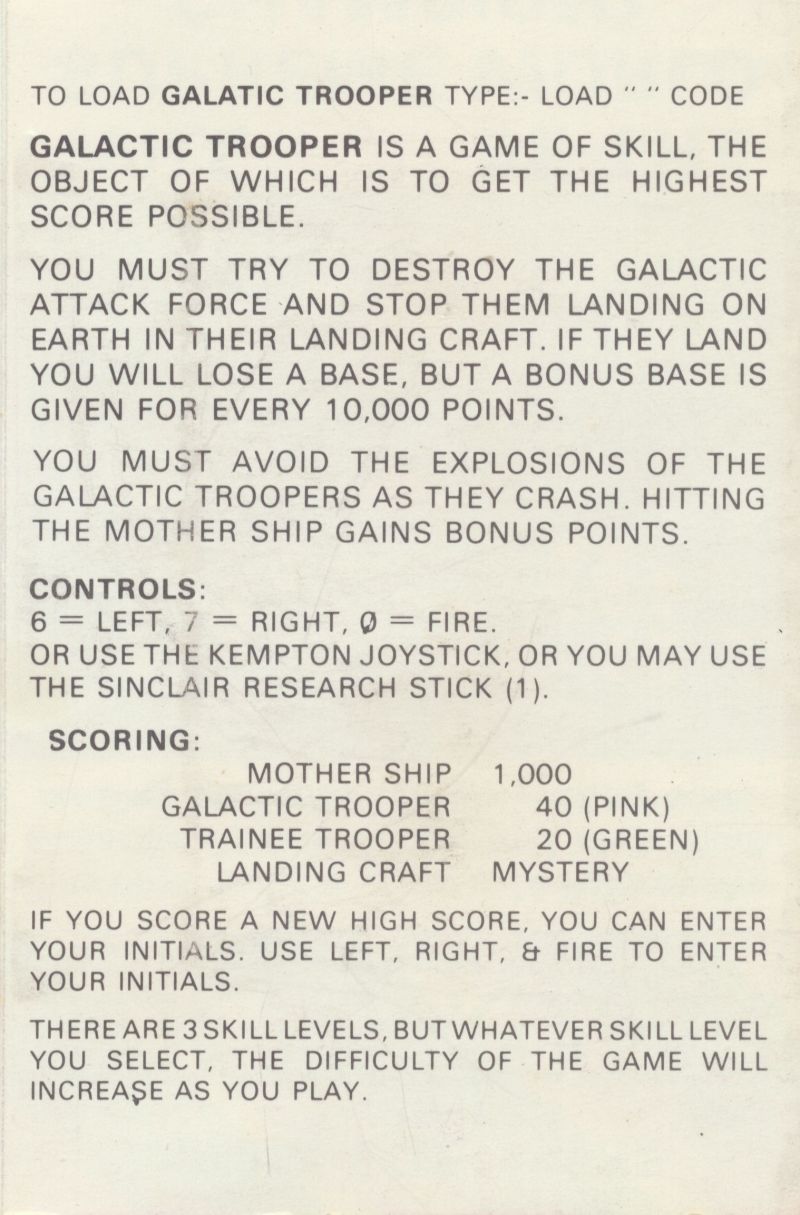 TO LOAD GALATIC TROOPER TYPE:- LOAD " " CODE
GALACTIC TROOPER IS A GAME OF SKILL, THE
OBJECT OF WHICH IS TO GET THE HIGHEST
SCORE POSSIBLE.
YOU MUST TRY TO DESTROY THE GALACTIC
ATTACK FORCE AND STOP THEM LANDING ON
EARTH IN THEIR LANDING CRAFT. IF THEY LAND
YOU WILL LOSE A BASE, BUT A BONUS BASE IS
GIVEN FOR EVERY 10,000 POINTS.
YOU MUST AVOID THE EXPLOSIONS OF THE
GALACTIC TROOPERS AS THEY CRASH. HITTING
THE MOTHER SHIP GAINS BONUS POINTS.
CONTROLS:
6 = LEFT, 7 = RIGHT, 0 = FIRE.
OR USE THE KEMPTON JOYSTICK, OR YOU MAY USE
THE SINCLAIR RESEARCH STICK (1).
SCORING:
MOTHER SHIP 1,000
GALACTIC TROOPER 40 (PINK)
TRAINEE TROOPER 20 (GREEN)
LANDING CRAFT MYSTERY
IF YOU SCORE A NEW HIGH SCORE, YOU CAN ENTER
YOUR INITIALS. USE LEFT, RIGHT, & FIRE TO ENTER
YOUR INITIALS.
THERE ARE 3 SKILL LEVELS, BUT WHATEVER SKILL LEVEL
YOU SELECT, THE DIFFICULTY OF THE GAME WILL
INCREASE AS YOU PLAY.